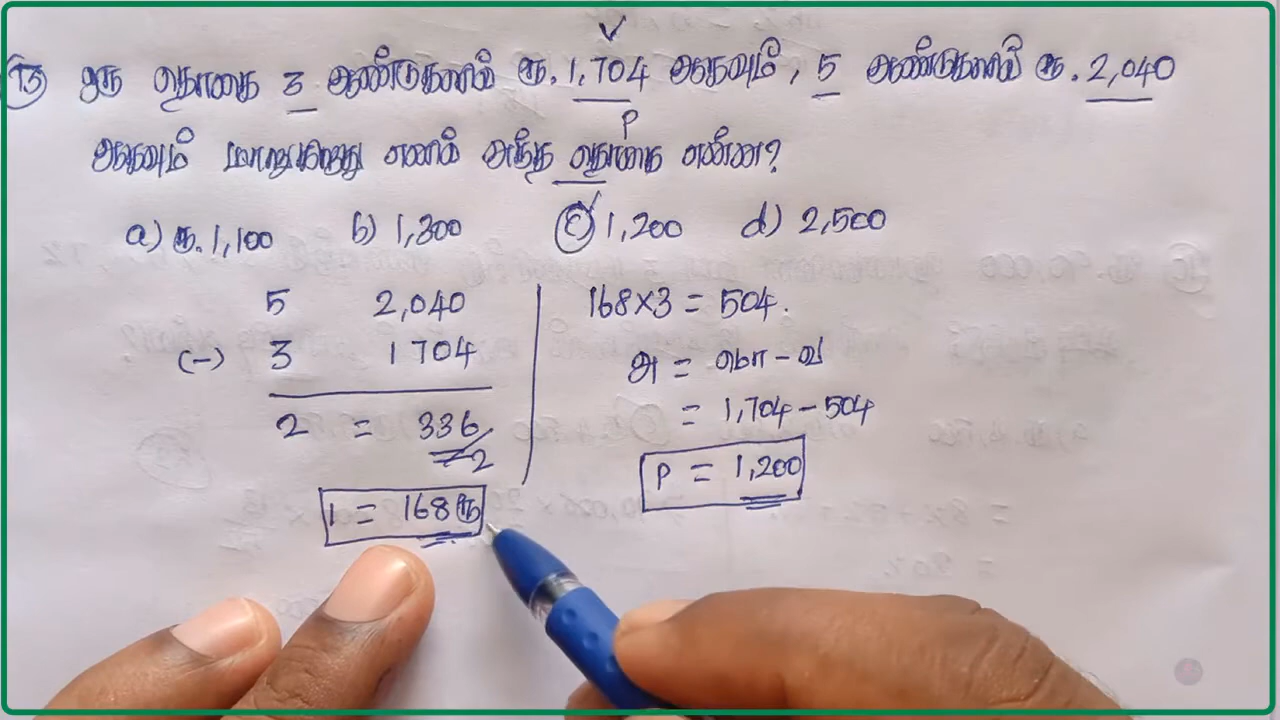 13) ஒரு தொகை 3 ஆண்டுகளில் ரூ.1,704 ஆகவும், 5 ஆண்டுகளில் ரூ.2,040
P
ஆகவும் மாறுகிறது எனில் அந்த தொகை என்ன?
a) ரூ.1,100 b) 1,300 c) 1,200 d) 2,500
5 2,040
(-) 3 1704
2 = 336
2
1 = 168 ரூ
168×3 = 504.
அ = மொ - வ
= 1,704 - 504
P = 1,200